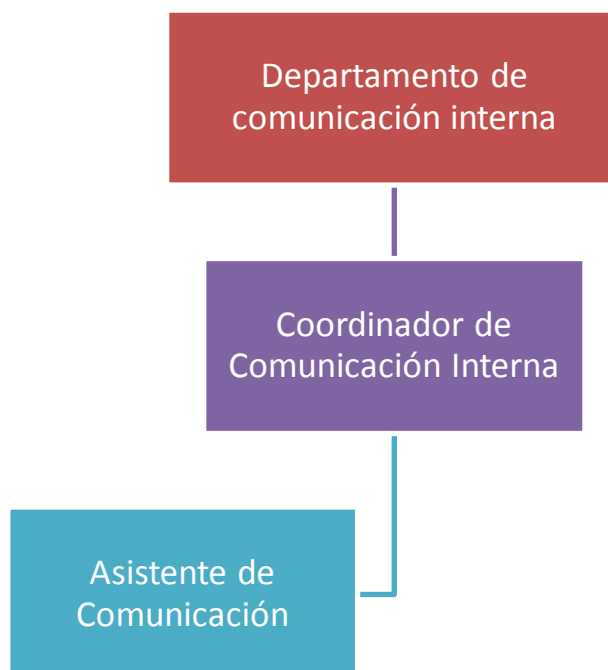 Departamento de
comunicación interna
Coordinador de
Comunicación Interna
Asistente de
Comunicación